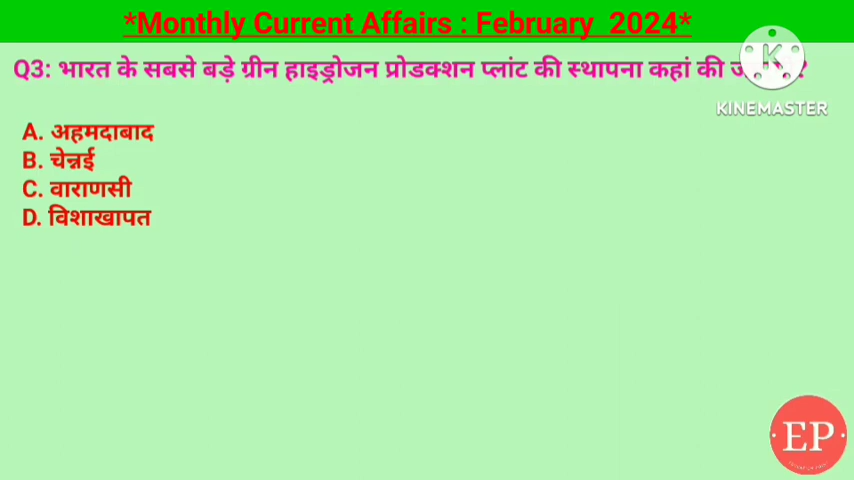 *Monthly Current Affairs : February 2024*
Q3: भारत के सबसे बड़े ग्रीन हाइड्रोजन प्रोडक्शन प्लांट की स्थापना कहां की ?
KINEMASTER
A. अहमदाबाद
B. चेन्नई
C. वाराणसी
D. विशाखापत
EP